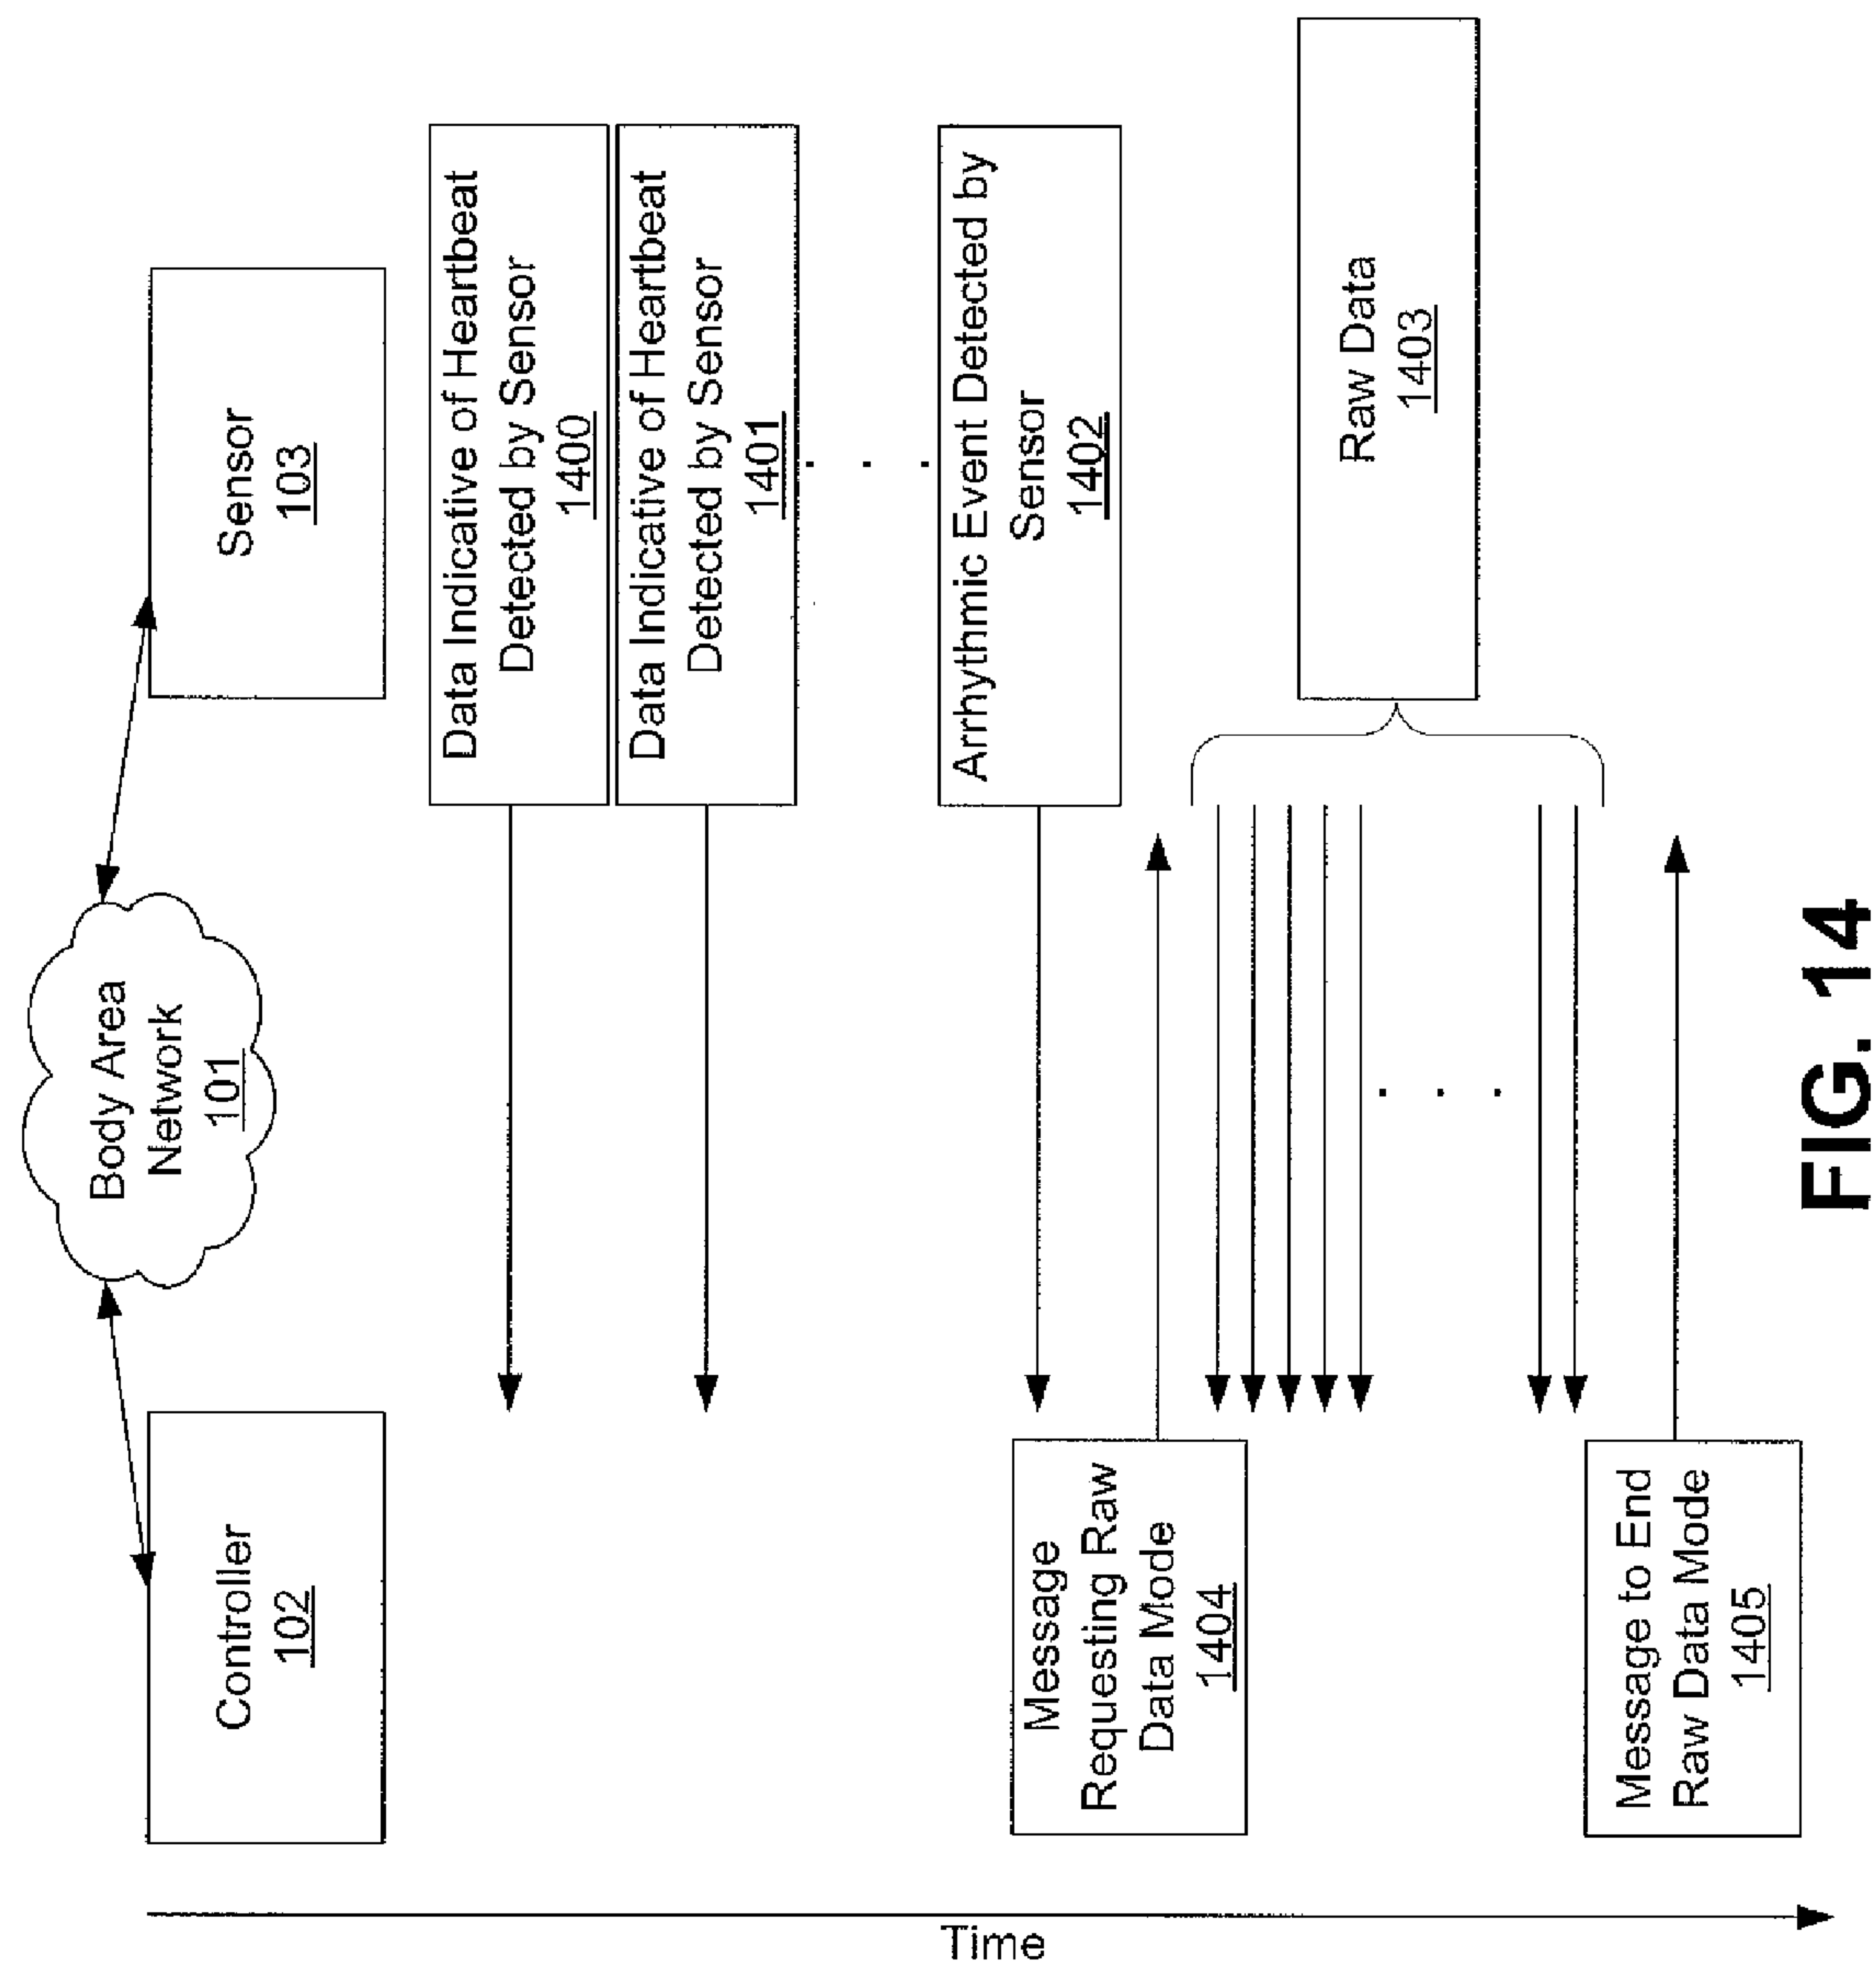 Body Area
Network
101
Controller
102
Sensor
103
Data Indicative of Heartbeat
Detected by Sensor
1400
Data Indicative of Heartbeat
Detected by Sensor
1401
. . .
Arrhythmic Event Detected by
Sensor
1402
Message
Requesting Raw
Data Mode
1404
Raw Data
1403
. . .
Message to End
Raw Data Mode
1405
Time
FIG. 14